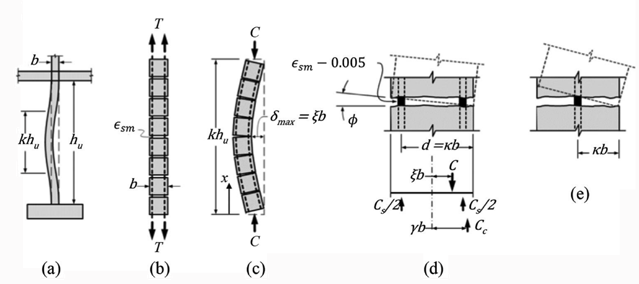 b
kh_u
h_u
(a)
T
ϵ_sm
b
T
(b)
C
kh_u
δ_max = ξb
x
C
(c)
ϵ_sm − 0.005
ϕ
d = κb
C
ξb
C_s/2
C_s/2
γb
C_c
(d)
κb
(e)